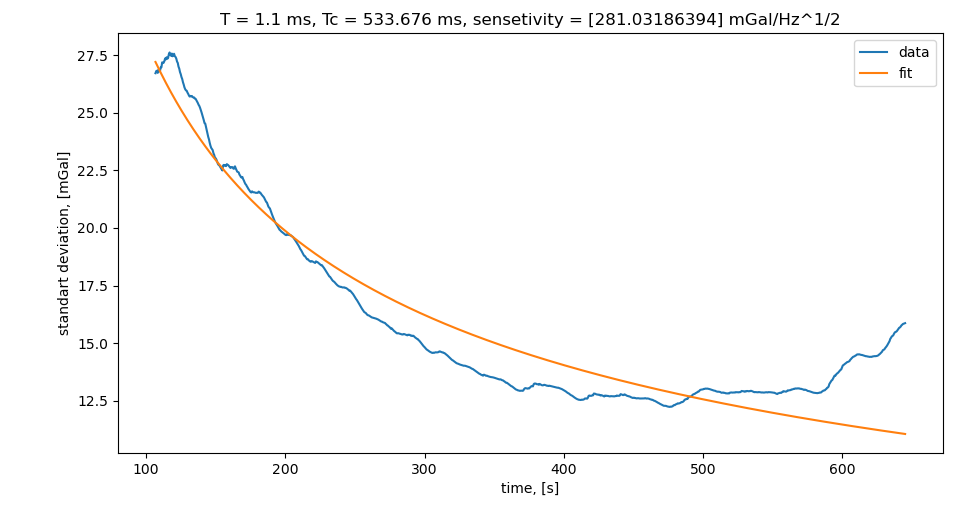 T = 1.1 ms, Tc = 533.676 ms, sensetivity = [281.03186394] mGal/Hz^1/2
data
fit
standart deviation, [mGal]
27.5
25.0
22.5
20.0
17.5
15.0
12.5
100 200 300 400 500 600
time, [s]